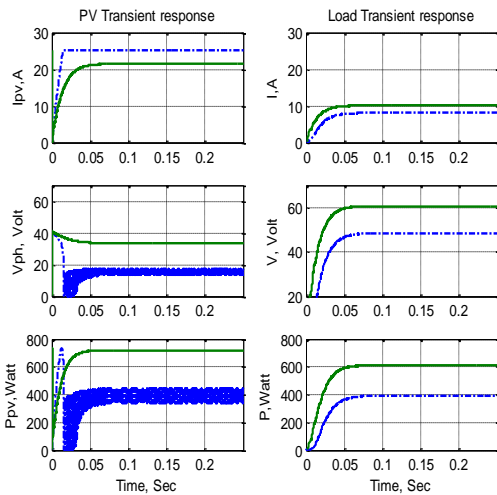 PV Transient response
Load Transient response
30
20
10
0
Ipv,A
0 0.05 0.1 0.15 0.2
30
20
10
0
I,A
0 0.05 0.1 0.15 0.2
60
40
20
0
Vph, Volt
0 0.05 0.1 0.15 0.2
60
40
20
V, Volt
0 0.05 0.1 0.15 0.2
800
600
400
200
0
Ppv,Watt
0 0.05 0.1 0.15 0.2
Time, Sec
800
600
400
200
0
P,Watt
0 0.05 0.1 0.15 0.2
Time, Sec